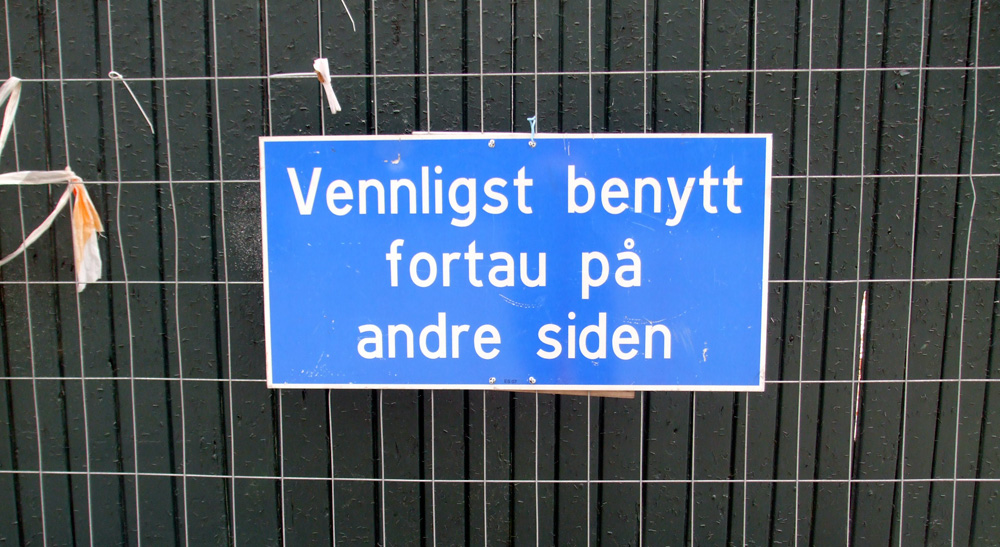 Vennligst benytt
fortau på
andre siden